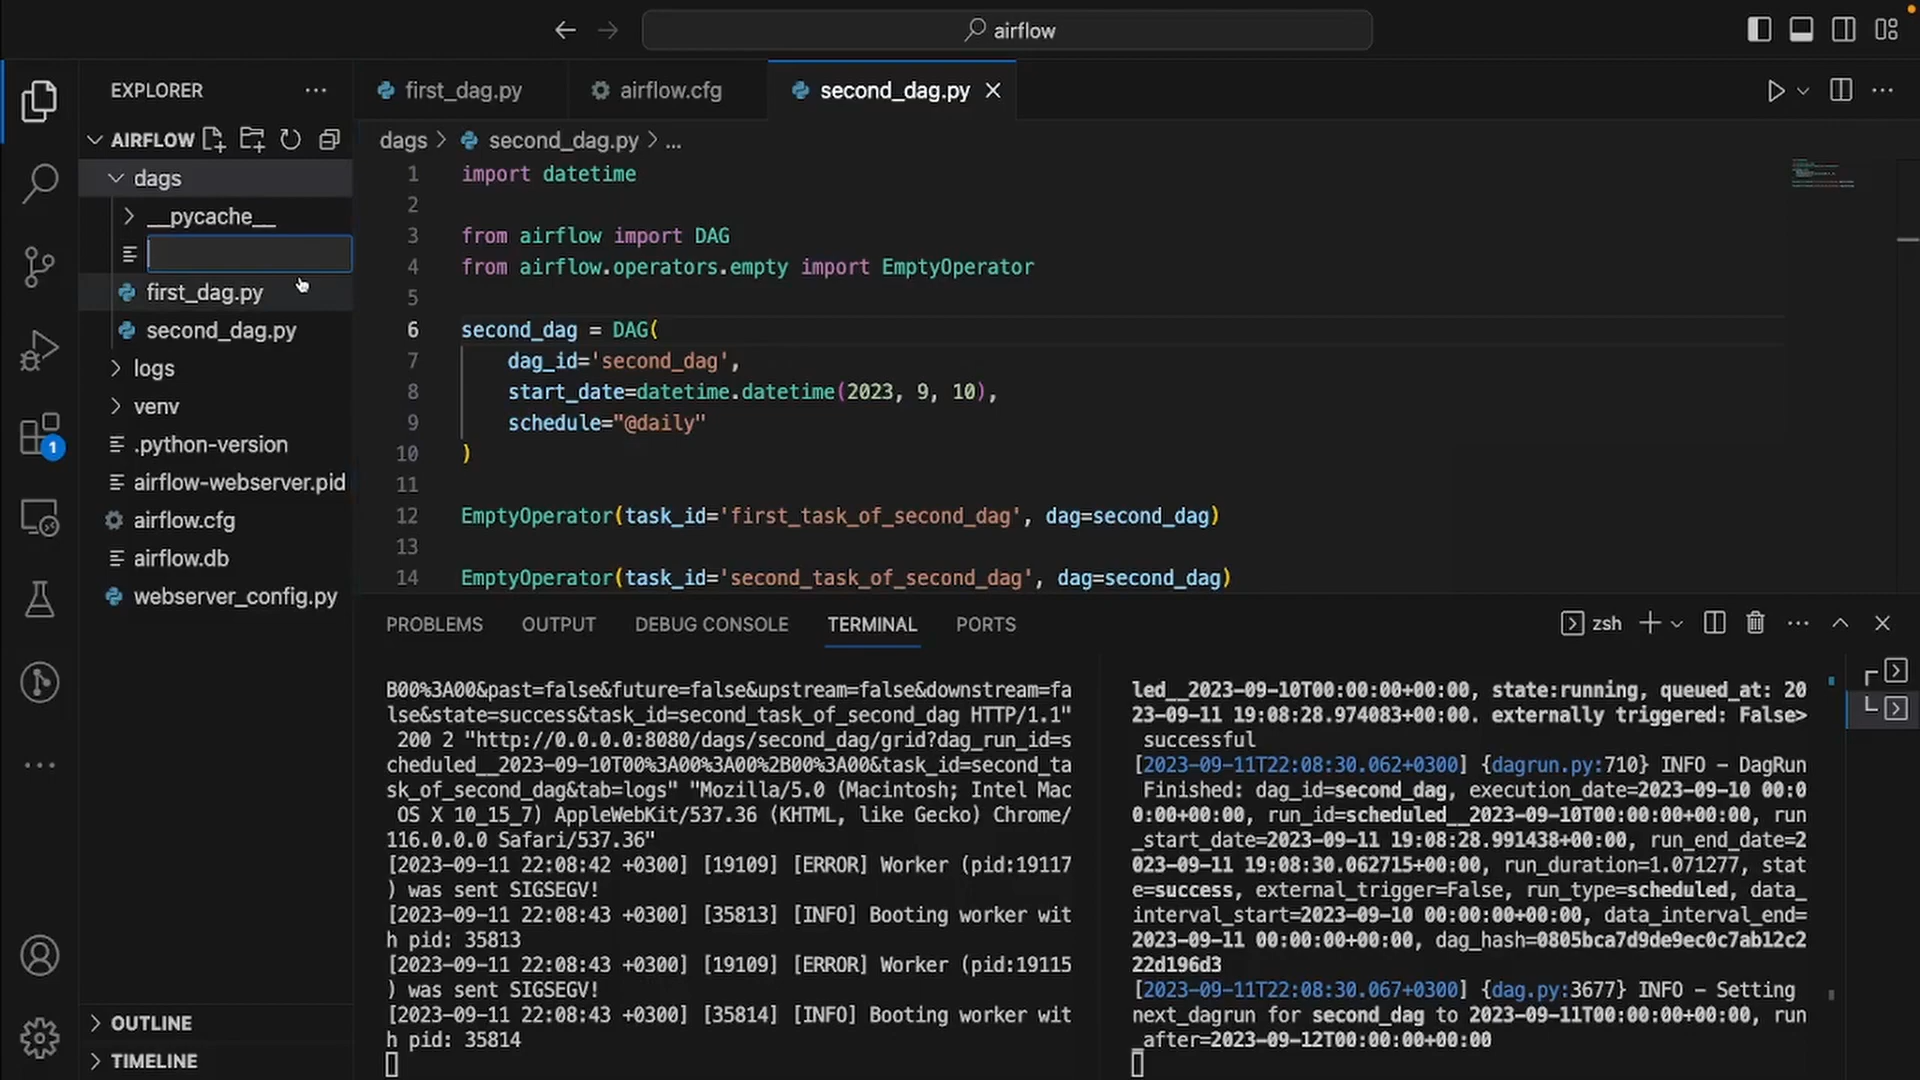 airflow
EXPLORER
first_dag.py
airflow.cfg
second_dag.py
AIRFLOW
dags > second_dag.py > ...
dags
__pycache__
first_dag.py
second_dag.py
logs
venv
.python-version
airflow-webserver.pid
airflow.cfg
airflow.db
webserver_config.py
1
OUTLINE
TIMELINE
1 import datetime
2
3 from airflow import DAG
4 from airflow.operators.empty import EmptyOperator
5
6 second_dag = DAG(
7 dag_id='second_dag',
8 start_date=datetime.datetime(2023, 9, 10),
9 schedule="@daily"
10 )
11
12 EmptyOperator(task_id='first_task_of_second_dag', dag=second_dag)
13
14 EmptyOperator(task_id='second_task_of_second_dag', dag=second_dag)
PROBLEMS OUTPUT DEBUG CONSOLE TERMINAL PORTS
zsh
B00%3A00&past=false&future=false&upstream=false&downstream=fa
lse&state=success&task_id=second_task_of_second_dag HTTP/1.1"
200 2 "http://0.0.0.0:8080/dags/second_dag/grid?dag_run_id=s
cheduled__2023-09-10T00%3A00%3A00%2B00%3A00&task_id=second_ta
sk_of_second_dag&tab=logs" "Mozilla/5.0 (Macintosh; Intel Mac
OS X 10_15_7) AppleWebKit/537.36 (KHTML, like Gecko) Chrome/
116.0.0.0 Safari/537.36"
[2023-09-11 22:08:42 +0300] [19109] [ERROR] Worker (pid:19117
) was sent SIGSEGV!
[2023-09-11 22:08:43 +0300] [35813] [INFO] Booting worker wit
h pid: 35813
[2023-09-11 22:08:43 +0300] [19109] [ERROR] Worker (pid:19115
) was sent SIGSEGV!
[2023-09-11 22:08:43 +0300] [35814] [INFO] Booting worker wit
h pid: 35814
led__2023-09-10T00:00:00+00:00, state:running, queued_at: 20
23-09-11 19:08:28.974083+00:00. externally triggered: False>
successful
[2023-09-11T22:08:30.062+0300] {dagrun.py:710} INFO - DagRun
Finished: dag_id=second_dag, execution_date=2023-09-10 00:0
0:00+00:00, run_id=scheduled__2023-09-10T00:00:00+00:00, run
_start_date=2023-09-11 19:08:28.991438+00:00, run_end_date=2
023-09-11 19:08:30.062715+00:00, run_duration=1.071277, stat
e=success, external_trigger=False, run_type=scheduled, data_
interval_start=2023-09-10 00:00:00+00:00, data_interval_end=
2023-09-11 00:00:00+00:00, dag_hash=0805bca7d9de9ec0c7ab12c2
22d196d3
[2023-09-11T22:08:30.067+0300] {dag.py:3677} INFO - Setting
next_dagrun for second_dag to 2023-09-11T00:00:00+00:00, run
_after=2023-09-12T00:00:00+00:00